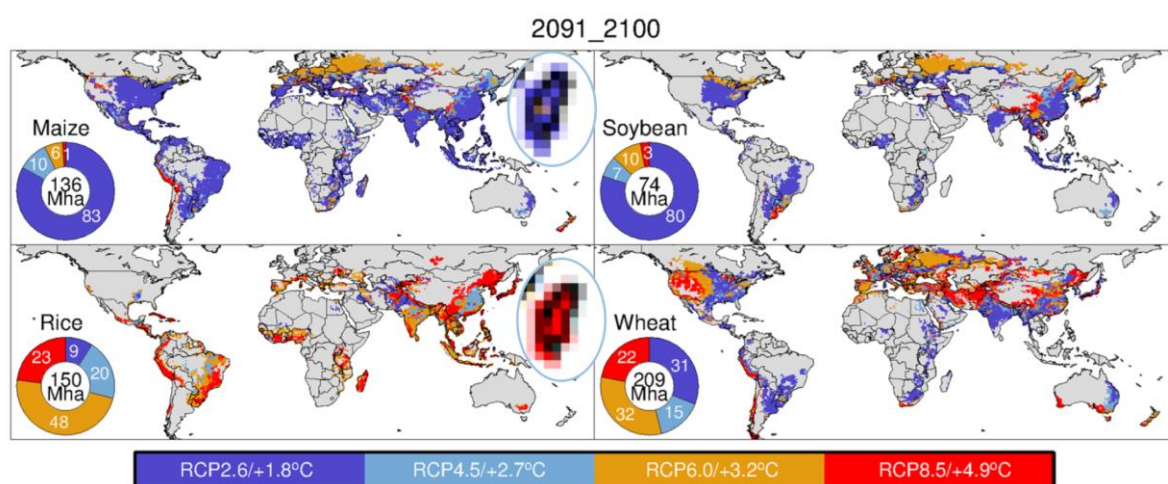 2091_2100
Maize
136
Mha
83
10
6
1
Soybean
74
Mha
80
7
10
3
Rice
150
Mha
23
9
20
48
Wheat
209
Mha
22
31
15
32
RCP2.6/+1.8ºC
RCP4.5/+2.7ºC
RCP6.0/+3.2ºC
RCP8.5/+4.9ºC